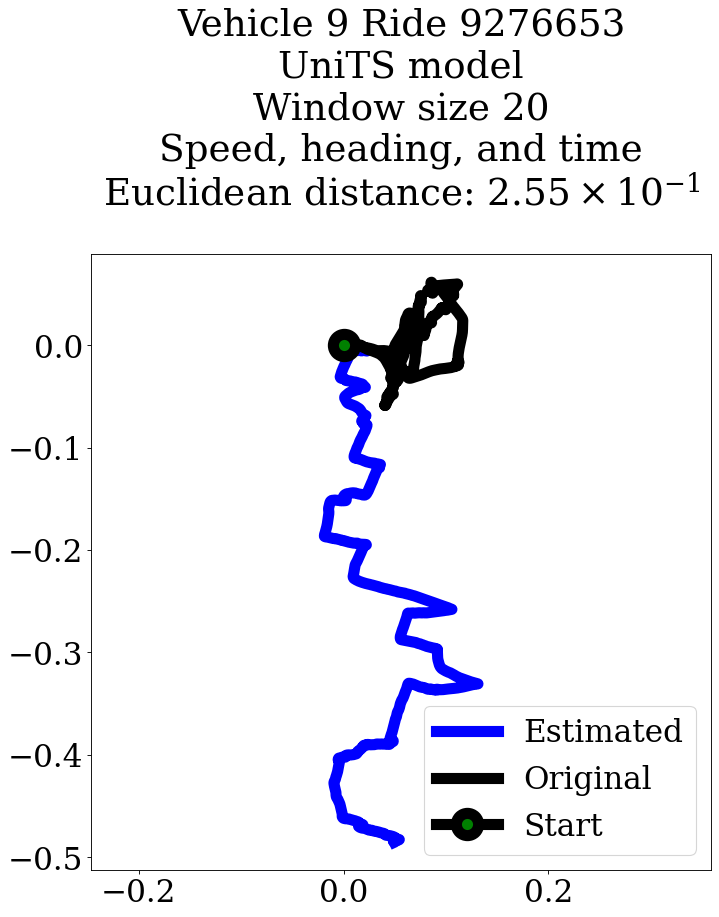 Vehicle 9 Ride 9276653
UniTS model
Window size 20
Speed, heading, and time
Euclidean distance: 2.55 × 10⁻¹
0.0
−0.1
−0.2
−0.3
−0.4
−0.5
−0.2
0.0
0.2
Estimated
Original
Start